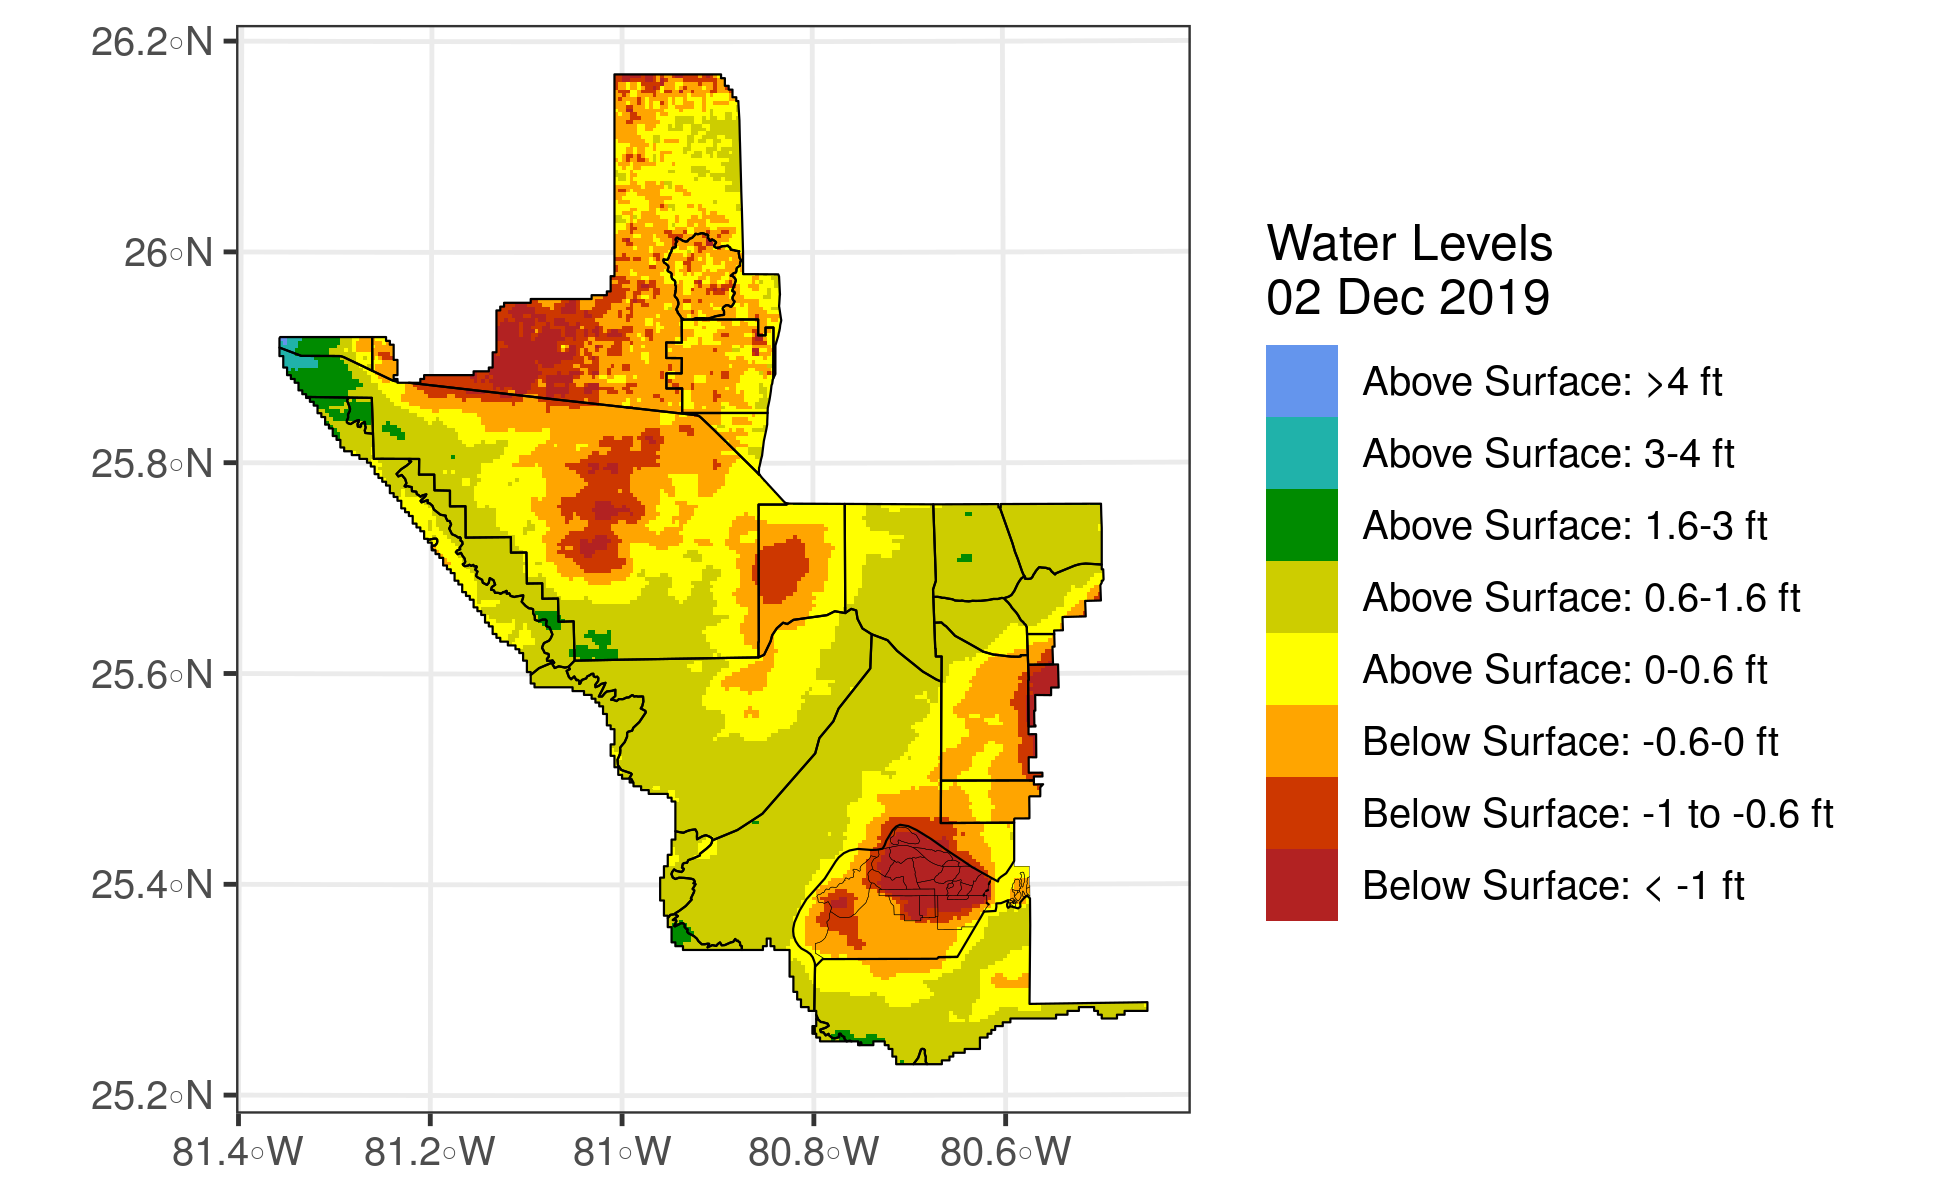 26.2°N
26°N
25.8°N
25.6°N
25.4°N
25.2°N
81.4°W
81.2°W
81°W
80.8°W
80.6°W
Water Levels
02 Dec 2019
Above Surface: >4 ft
Above Surface: 3-4 ft
Above Surface: 1.6-3 ft
Above Surface: 0.6-1.6 ft
Above Surface: 0-0.6 ft
Below Surface: -0.6-0 ft
Below Surface: -1 to -0.6 ft
Below Surface: < -1 ft